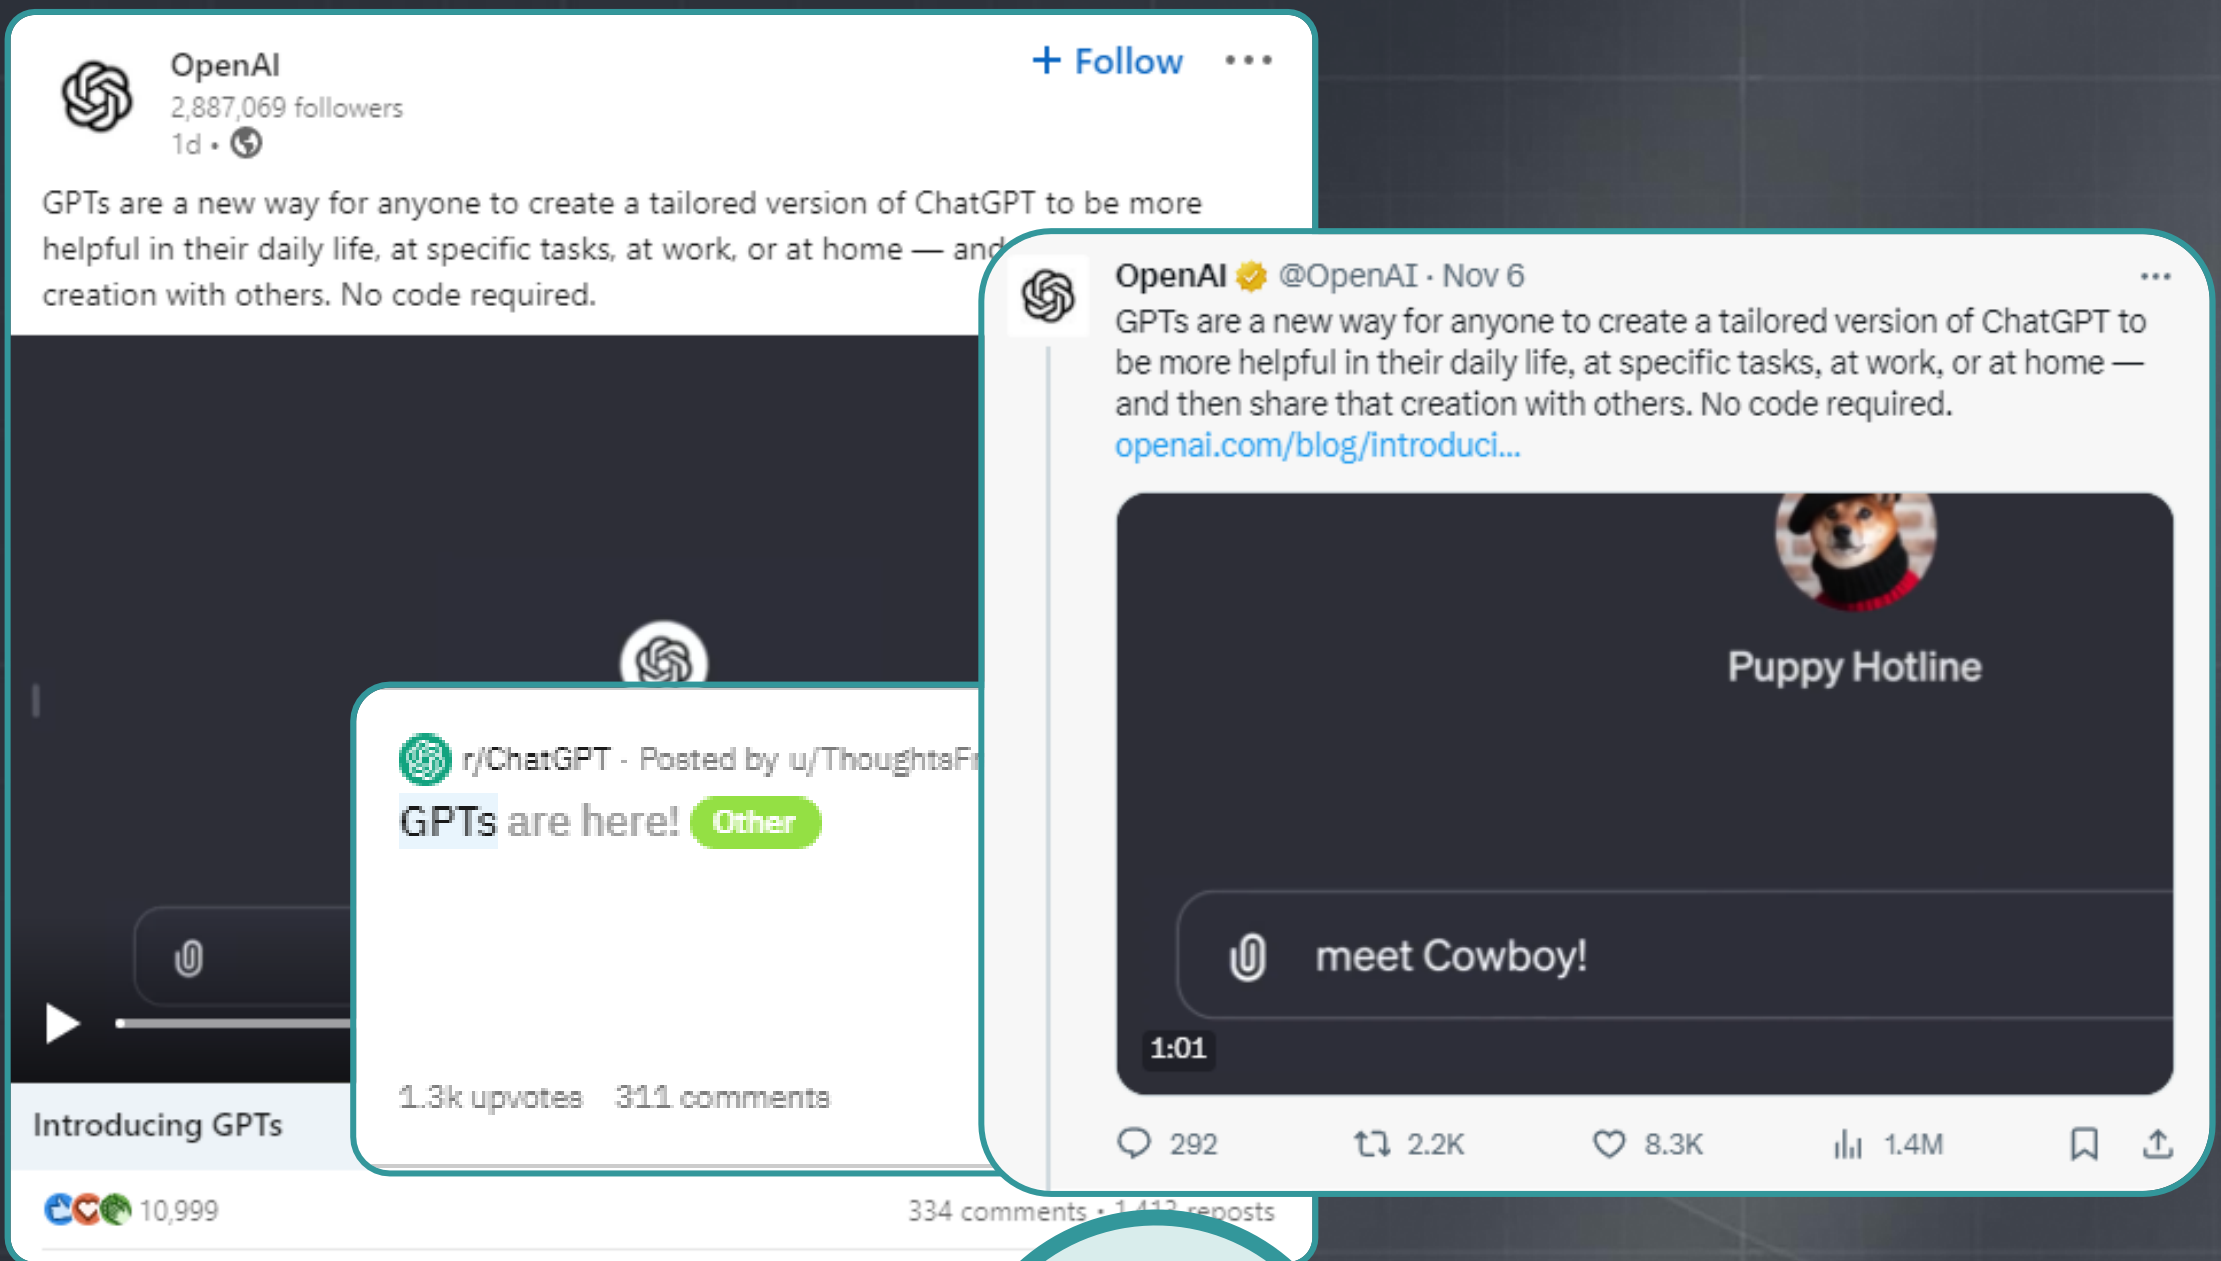 OpenAI
+ Follow
2,887,069 followers
1d •
GPTs are a new way for anyone to create a tailored version of ChatGPT to be more
helpful in their daily life, at specific tasks, at work, or at home — and
creation with others. No code required.
Introducing GPTs
10,999
334 comments • 1,413 reposts
r/ChatGPT · Posted by u/ThoughtsFr
GPTs are here! Other
1.3k upvotes 311 comments
OpenAI @OpenAI · Nov 6
GPTs are a new way for anyone to create a tailored version of ChatGPT to
be more helpful in their daily life, at specific tasks, at work, or at home —
and then share that creation with others. No code required.
openai.com/blog/introduci...
Puppy Hotline
meet Cowboy!
1:01
292 2.2K 8.3K 1.4M